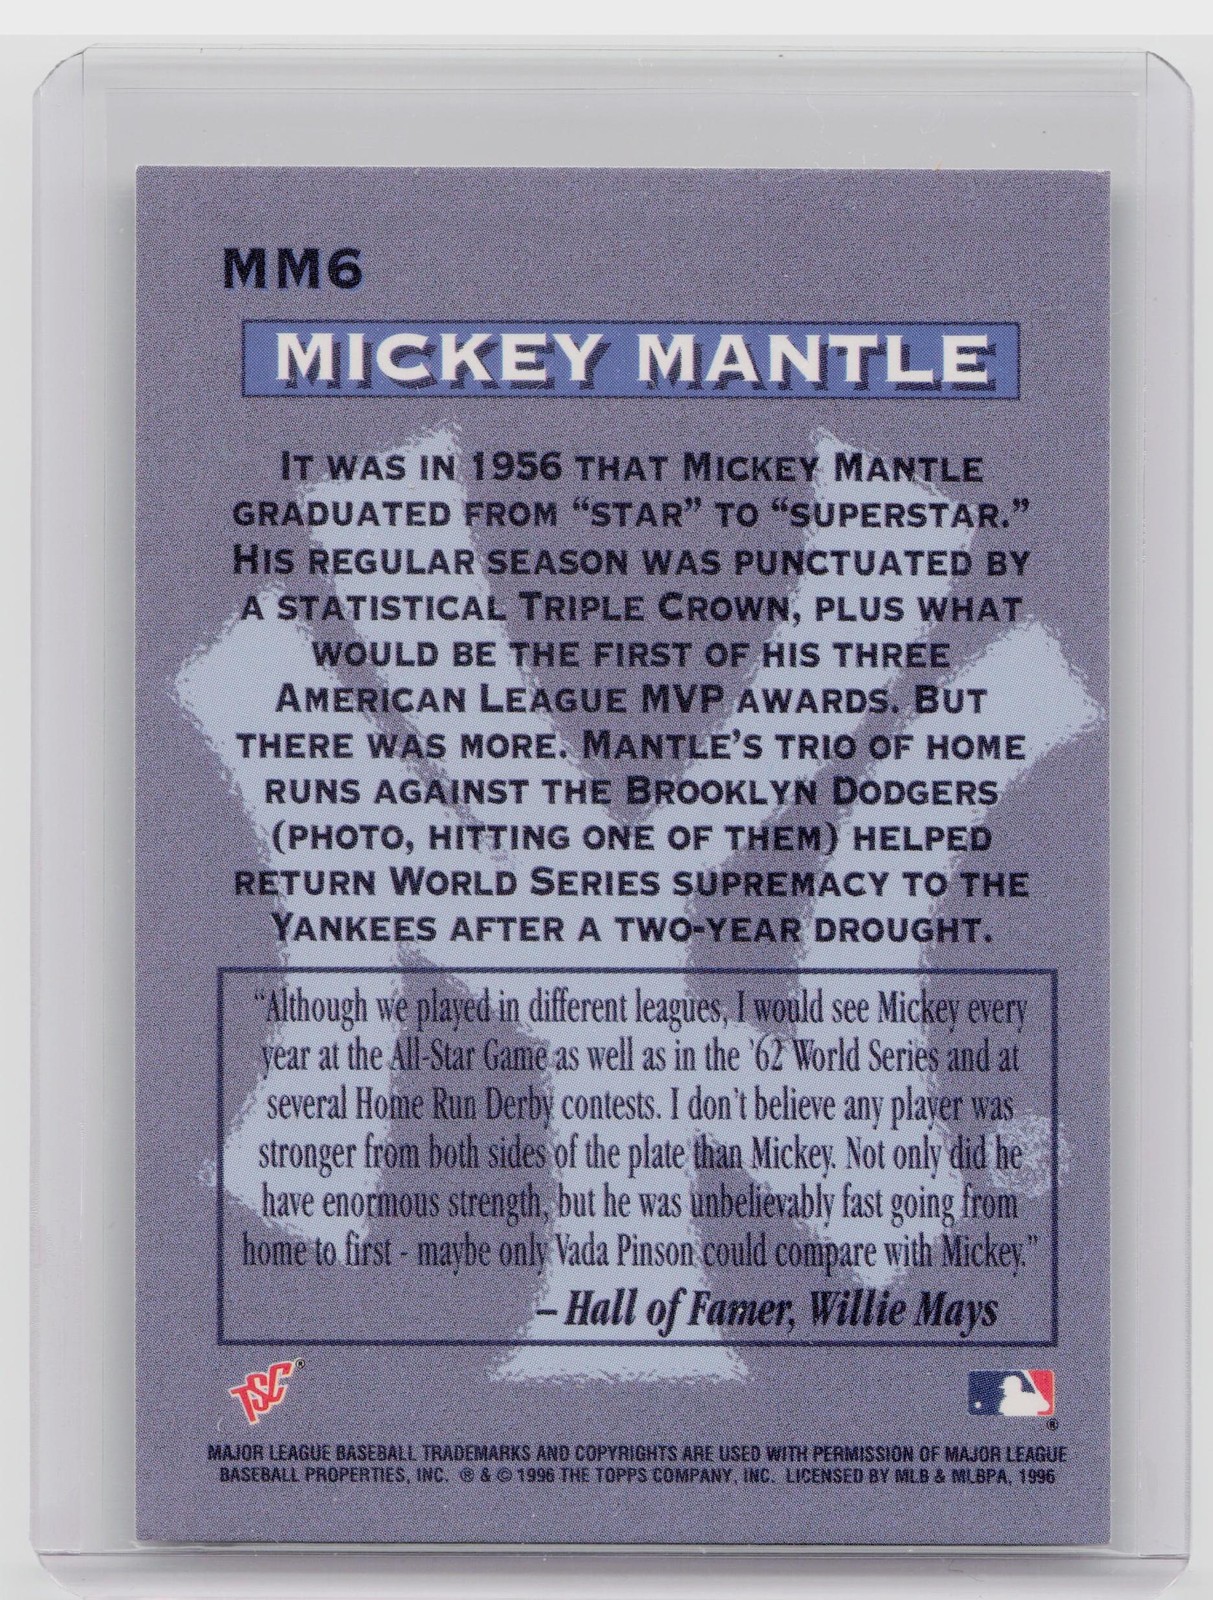 MM6
MICKEY MANTLE
IT WAS IN 1956 THAT MICKEY MANTLE
GRADUATED FROM “STAR” TO “SUPERSTAR.”
HIS REGULAR SEASON WAS PUNCTUATED BY
A STATISTICAL TRIPLE CROWN, PLUS WHAT
WOULD BE THE FIRST OF HIS THREE
AMERICAN LEAGUE MVP AWARDS. BUT
THERE WAS MORE. MANTLE’S TRIO OF HOME
RUNS AGAINST THE BROOKLYN DODGERS
(PHOTO, HITTING ONE OF THEM) HELPED
RETURN WORLD SERIES SUPREMACY TO THE
YANKEES AFTER A TWO-YEAR DROUGHT.
“Although we played in different leagues, I would see Mickey every
year at the All-Star Game as well as in the ’62 World Series and at
several Home Run Derby contests. I don’t believe any player was
stronger from both sides of the plate than Mickey. Not only did he
have enormous strength, but he was unbelievably fast going from
home to first - maybe only Vada Pinson could compare with Mickey.”
– Hall of Famer, Willie Mays
TSC®
®
MAJOR LEAGUE BASEBALL TRADEMARKS AND COPYRIGHTS ARE USED WITH PERMISSION OF MAJOR LEAGUE
BASEBALL PROPERTIES, INC. ® & © 1996 THE TOPPS COMPANY, INC. LICENSED BY MLB & MLBPA, 1996